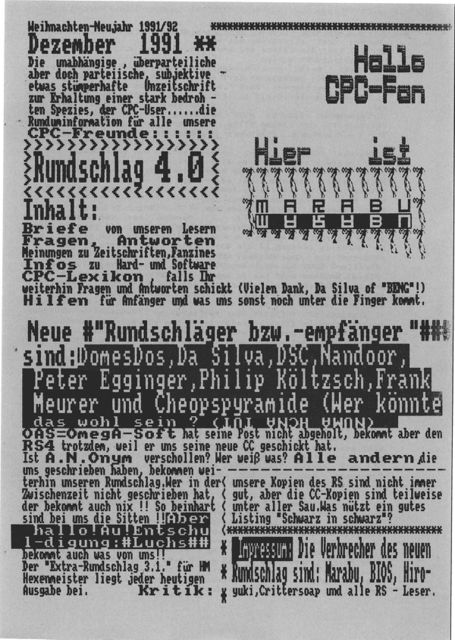 Weihnachten-Neujahr 1991/92
Dezember 1991 **
Die unabhängige , überparteiliche
aber doch parteiische, subjektive -
etwas stümperhafte Unzeitschrift
zur Erhaltung einer stark bedroh -
ten Spezies, der CPC-User......die
Runduminformation für alle unsere
CPC-Freunde::::::
Hallo
CPC-Fan
Rundschlag 4.0
Hier ist
MARABU
MARABU
Inhalt:
Briefe von unseren Lesern
Fragen, Antworten
Meinungen zu Zeitschriften,Fanzines
Infos zu Hard- und Software
CPC-Lexikon, falls Ihr
weiterhin Fragen und Antworten schickt (Vielen Dank, Da Silva of "BENG"!)
Hilfen für Anfänger und was uns sonst noch unter die Finger kommt.
Neue #"Rundschläger bzw.-empfänger "###
sind:DomesDos,Da Silva,DSC,Nandoor,
Peter Egginger,Philip Költzsch,Frank
Meurer und Cheopspyramide (Wer könnte
das wohl sein ?
OAS=OmegA-Soft hat seine Post nicht abgeholt, bekommt aber den
RS4 trotzdem, weil er uns seine neue CC geschickt hat.
Ist A.N.Onym verschollen? Wer weiß was? Alle andern,die
uns geschrieben haben, bekommen wei-
terhin unseren Rundschlag.Wer in der
Zwischenzeit nicht geschrieben hat,
der bekommt auch nix !! So beinhart
sind bei uns die Sitten !!Aber
hallo!Aulentschu
l-digung:#Luchs##
bekommt auch was von uns!!
Der "Extra-Rundschlag 3.1." für HM
Hexenmeister liegt jeder heutigen
Ausgabe bei. Kritik:
unsere Kopien des RS sind nicht immer
gut, aber die CC-Kopien sind teilweise
unter aller Sau.Was nützt ein gutes
Listing "Schwarz in schwarz"?
* Impressum: Die Verbrecher des neuen
* Rundschlag sind: Marabu, BIOS, Hiro-
* yuki,Crittersoap und alle RS - Leser.